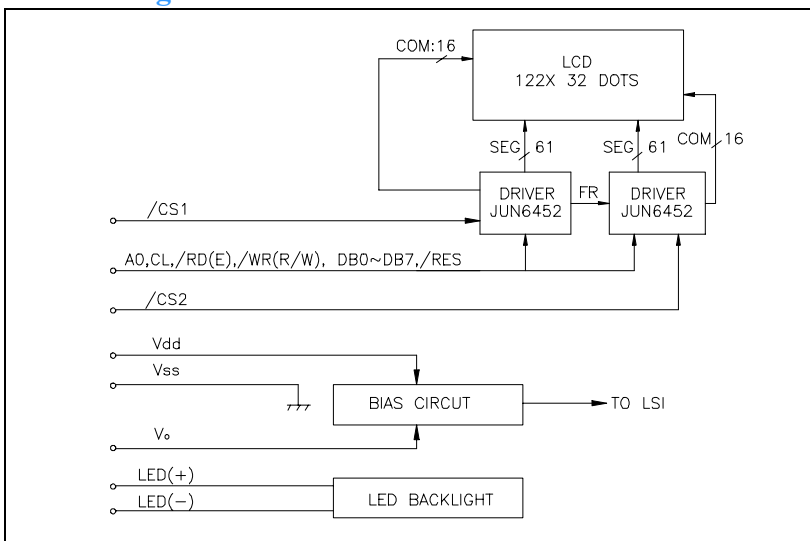 COM:16
LCD
122X 32 DOTS
SEG 61
SEG 61
COM 16
DRIVER
JUN6452
FR
DRIVER
JUN6452
/CS1
A0,CL,/RD(E),/WR(R/W), DB0~DB7,/RES
/CS2
Vdd
Vss
BIAS CIRCUT
TO LSI
Vo
LED(+)
LED(-)
LED BACKLIGHT